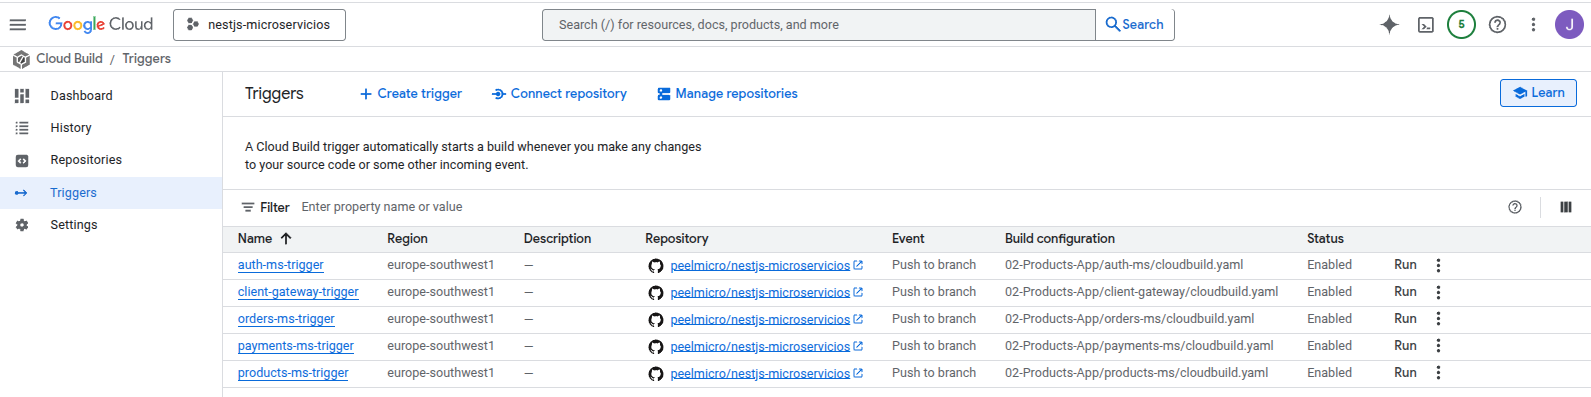 Google Cloud
nestjs-microservicios
Search (/) for resources, docs, products, and more
Search
5
J
Cloud Build / Triggers
Dashboard
History
Repositories
Triggers
Settings
Triggers
Create trigger
Connect repository
Manage repositories
Learn
A Cloud Build trigger automatically starts a build whenever you make any changes
to your source code or some other incoming event.
Filter Enter property name or value
Name Region Description Repository Event Build configuration Status
auth-ms-trigger europe-southwest1 — peelmicro/nestjs-microservicios Push to branch 02-Products-App/auth-ms/cloudbuild.yaml Enabled Run
client-gateway-trigger europe-southwest1 — peelmicro/nestjs-microservicios Push to branch 02-Products-App/client-gateway/cloudbuild.yaml Enabled Run
orders-ms-trigger europe-southwest1 — peelmicro/nestjs-microservicios Push to branch 02-Products-App/orders-ms/cloudbuild.yaml Enabled Run
payments-ms-trigger europe-southwest1 — peelmicro/nestjs-microservicios Push to branch 02-Products-App/payments-ms/cloudbuild.yaml Enabled Run
products-ms-trigger europe-southwest1 — peelmicro/nestjs-microservicios Push to branch 02-Products-App/products-ms/cloudbuild.yaml Enabled Run